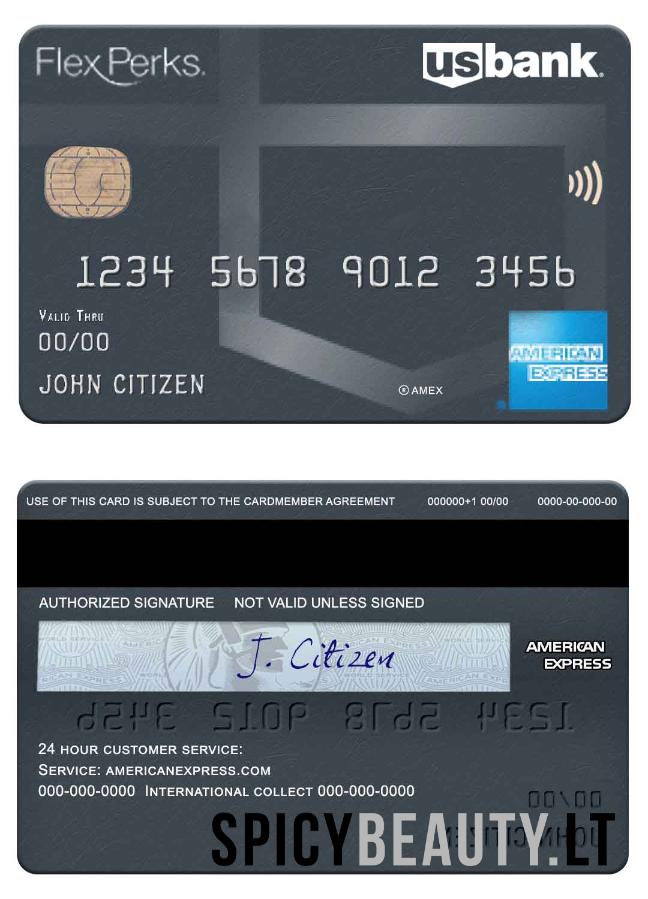 FlexPerks.
usbank.
1234 5678 9012 3456
Valid Thru
00/00
JOHN CITIZEN
® AMEX
AMERICAN
EXPRESS
USE OF THIS CARD IS SUBJECT TO THE CARDMEMBER AGREEMENT 000000+1 00/00 0000-00-000-00
AUTHORIZED SIGNATURE NOT VALID UNLESS SIGNED
J. Citizen
AMERICAN
EXPRESS
24 HOUR CUSTOMER SERVICE:
SERVICE: AMERICANEXPRESS.COM
000-000-0000 INTERNATIONAL COLLECT 000-000-0000
SPICYBEAUTY.LT